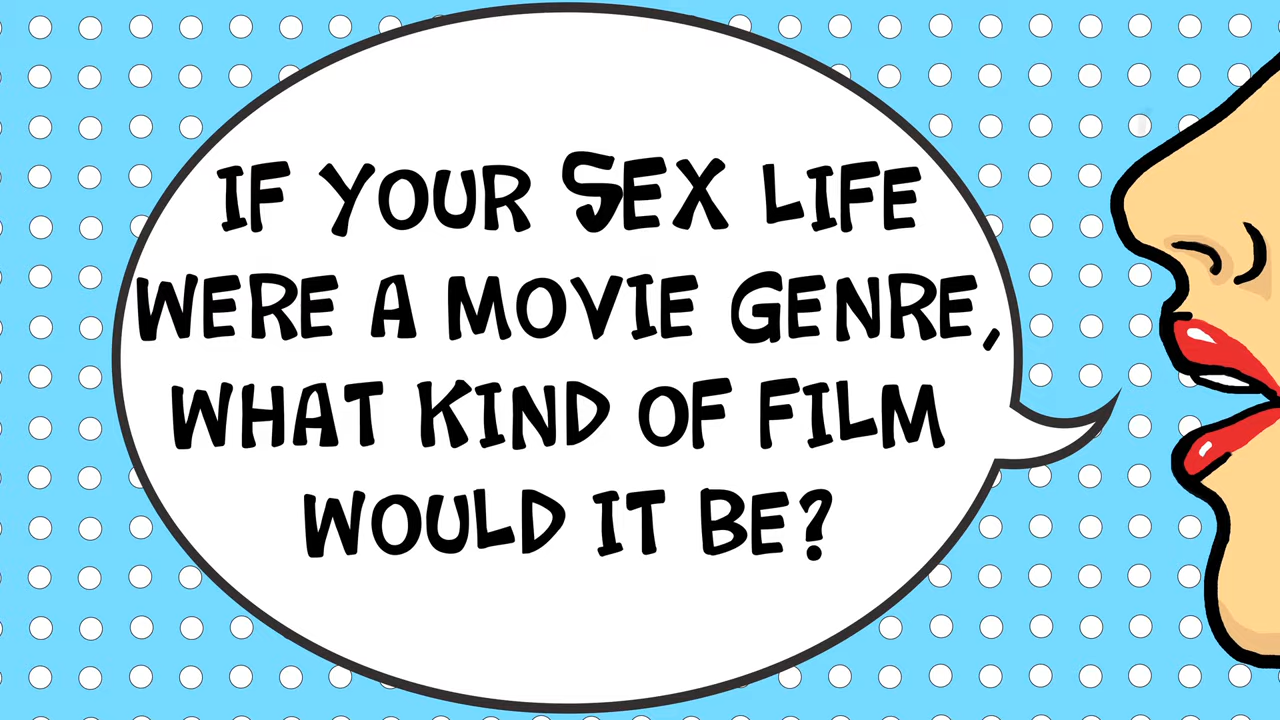 IF YOUR SEX LIFE
WERE A MOVIE GENRE,
WHAT KIND OF FILM
WOULD IT BE?